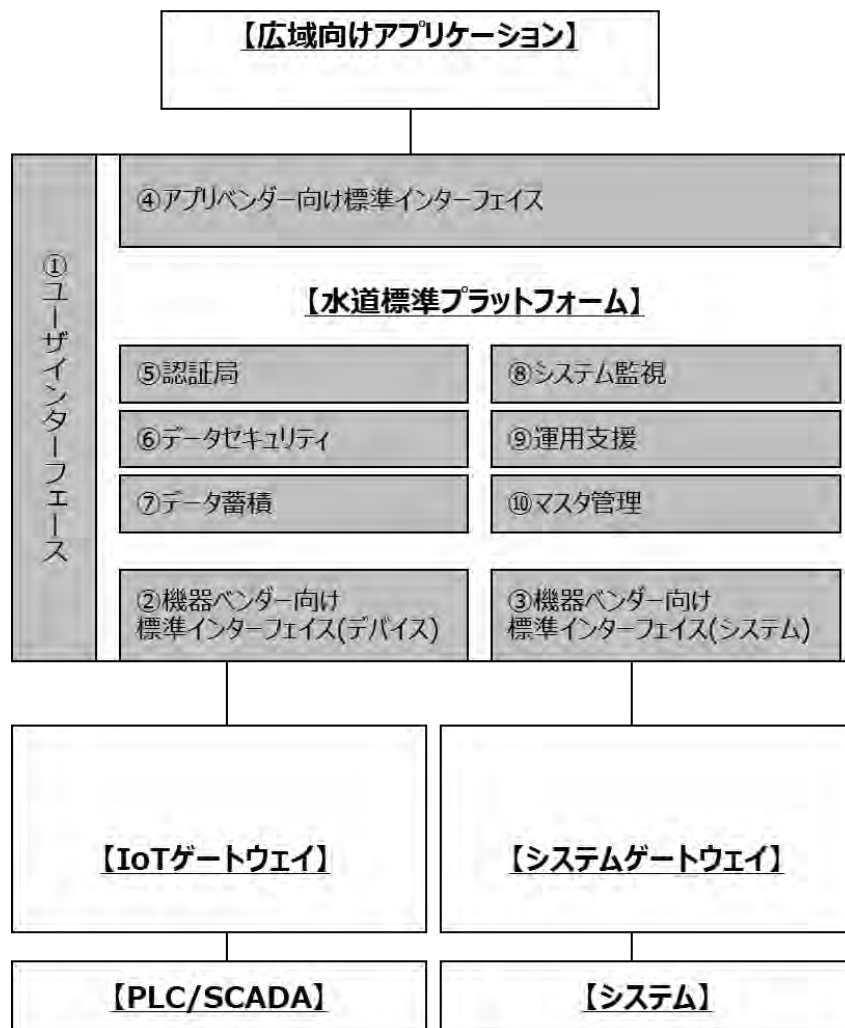 【広域向けアプリケーション】
④アプリベンダー向け標準インターフェイス
①ユーザインターフェース
【水道標準プラットフォーム】
⑤認証局
⑧システム監視
⑥データセキュリティ
⑨運用支援
⑦データ蓄積
⑩マスタ管理
②機器ベンダー向け
標準インターフェイス(デバイス)
③機器ベンダー向け
標準インターフェイス(システム)
【IoTゲートウェイ】
【システムゲートウェイ】
【PLC/SCADA】
【システム】